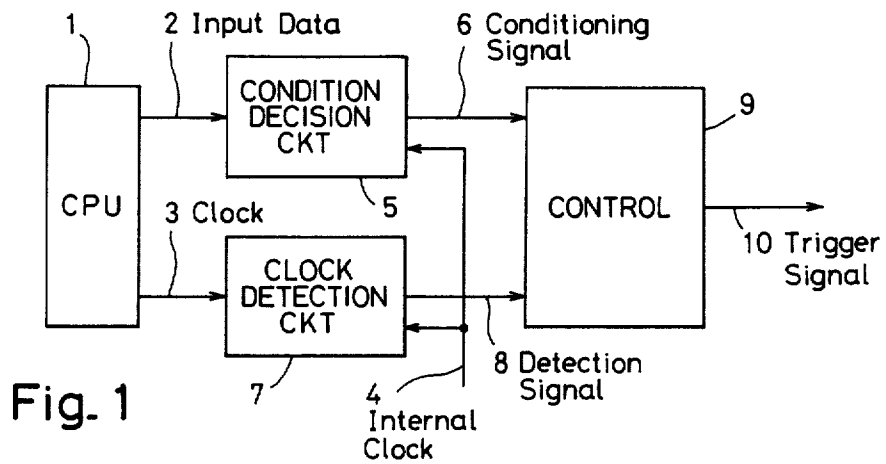 1
2 Input Data
6 Conditioning
Signal
CONDITION
DECISION
CKT
9
5
CPU
3 Clock
CONTROL
10 Trigger
Signal
CLOCK
DETECTION
CKT
7
4
Internal
Clock
8 Detection
Signal
Fig. 1